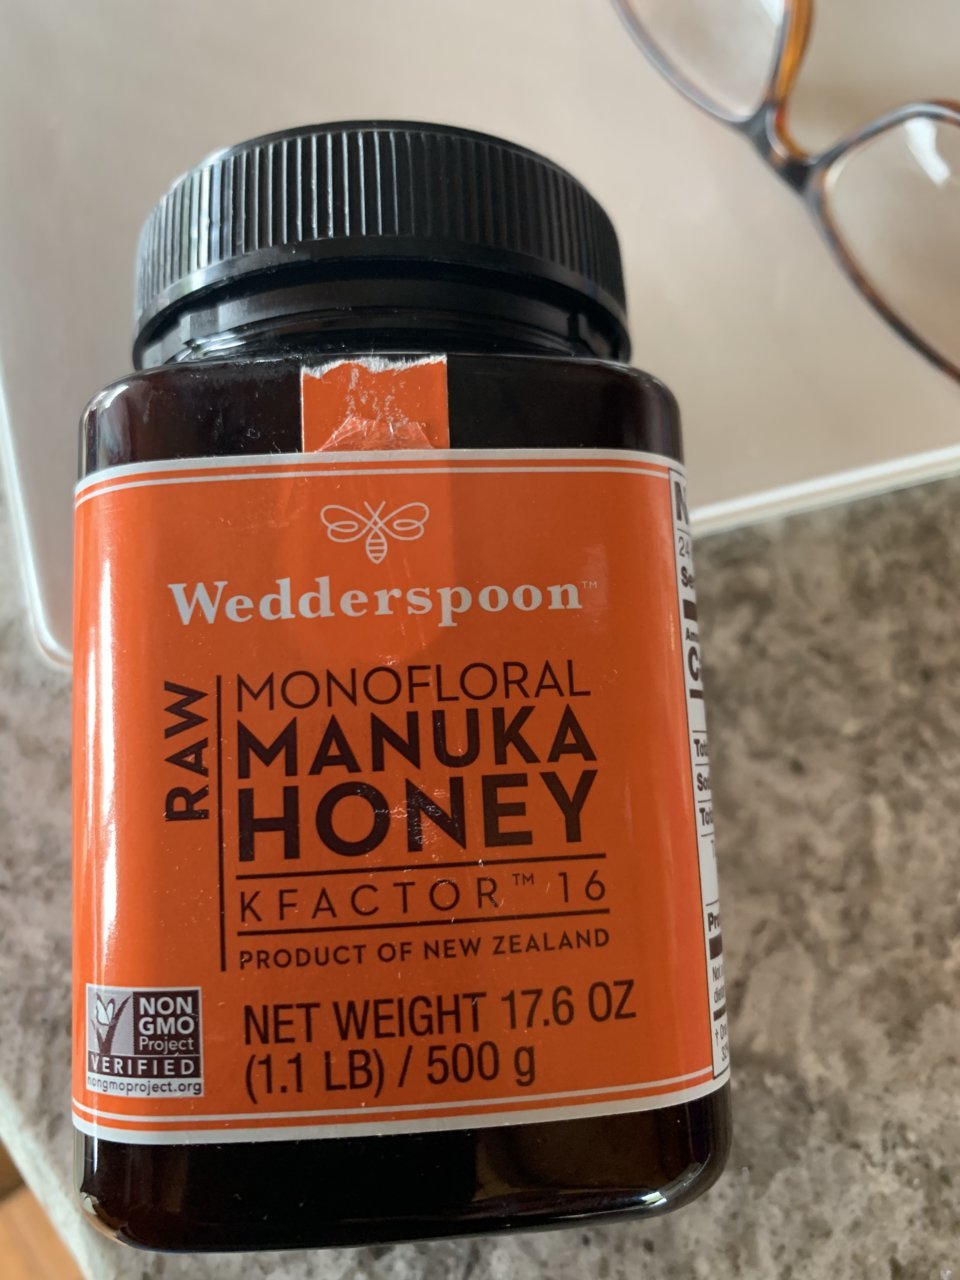 Wedderspoon™
RAW
MONOFLORAL
MANUKA
HONEY
KFACTOR™ 16
PRODUCT OF NEW ZEALAND
NET WEIGHT 17.6 OZ
(1.1 LB) / 500 g
NON
GMO
Project
VERIFIED
nongmoproject.org
24